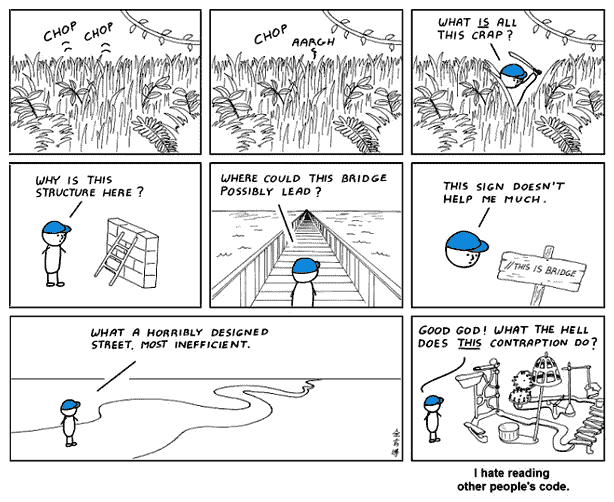 CHOP
CHOP
CHOP
AARGH
WHAT IS ALL
THIS CRAP?
WHY IS THIS
STRUCTURE HERE?
WHERE COULD THIS BRIDGE
POSSIBLY LEAD?
THIS SIGN DOESN'T
HELP ME MUCH.
//THIS IS BRIDGE
WHAT A HORRIBLY DESIGNED
STREET. MOST INEFFICIENT.
GOOD GOD! WHAT THE HELL
DOES THIS CONTRAPTION DO?
I hate reading
other people's code.